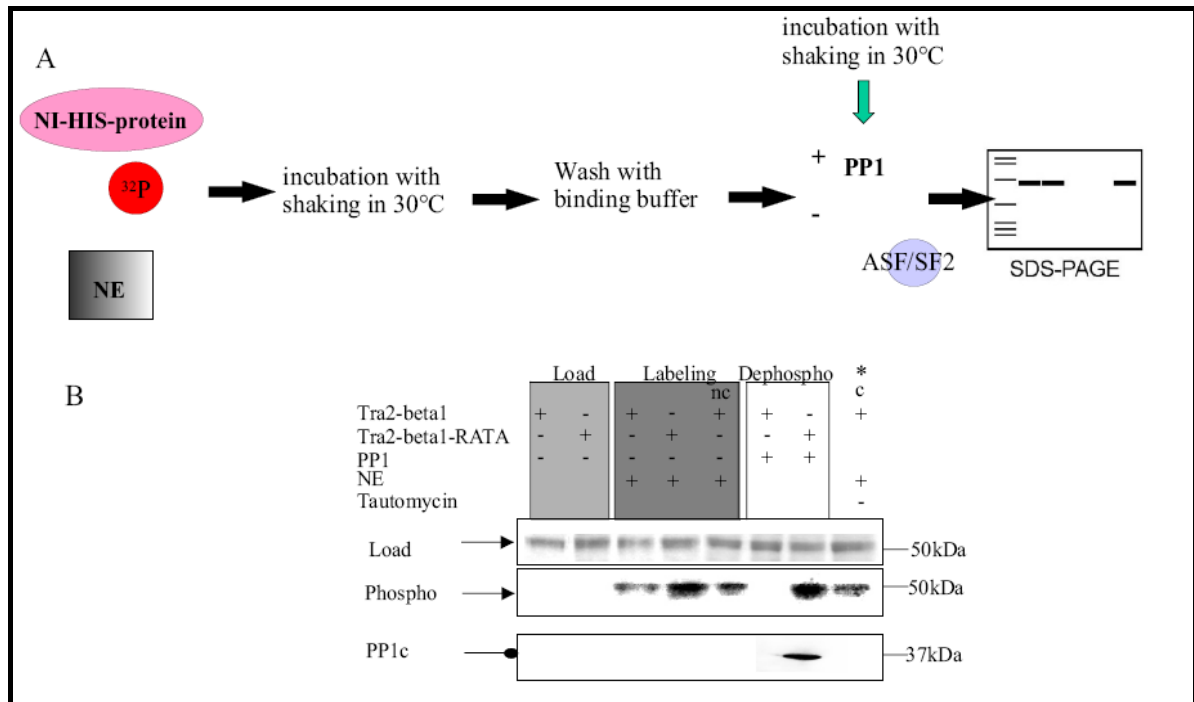 A
NI-HIS-protein
32P
NE
incubation with
shaking in 30°C
Wash with
binding buffer
incubation with
shaking in 30°C
+ PP1
-
ASF/SF2
SDS-PAGE
B
Load Labeling Dephospho *
nc c
Tra2-beta1 + - + - + + - +
Tra2-beta1-RATA - + - + - - +
PP1 - - - - - + +
NE + + + +
Tautomycin -
Load 50kDa
Phospho 50kDa
PP1c 37kDa